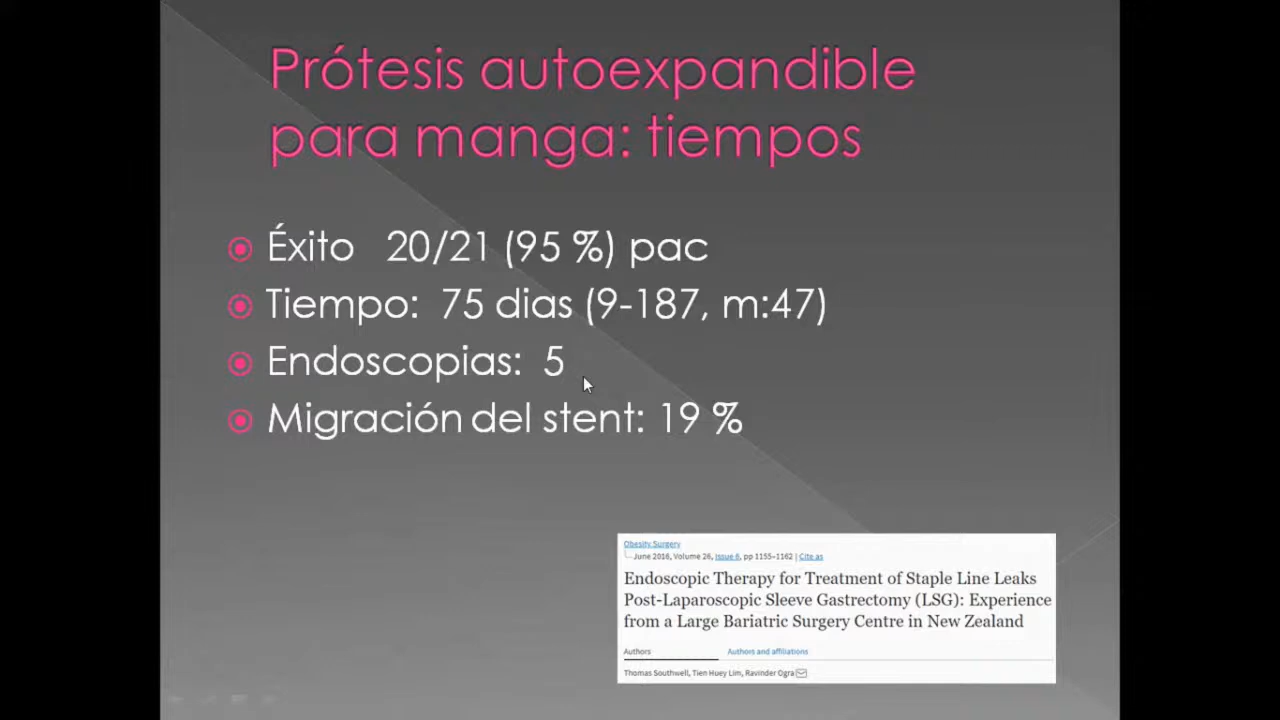 Prótesis autoexpandible
para manga: tiempos
Éxito 20/21 (95 %) pac
Tiempo: 75 dias (9-187, m:47)
Endoscopias: 5
Migración del stent: 19 %
Obesity Surgery
June 2016, Volume 26, Issue 6, pp 1155–1162 | Cite as
Endoscopic Therapy for Treatment of Staple Line Leaks
Post-Laparoscopic Sleeve Gastrectomy (LSG): Experience
from a Large Bariatric Surgery Centre in New Zealand
Authors Authors and affiliations
Thomas Southwell, Tien Huey Lim, Ravinder Ogra